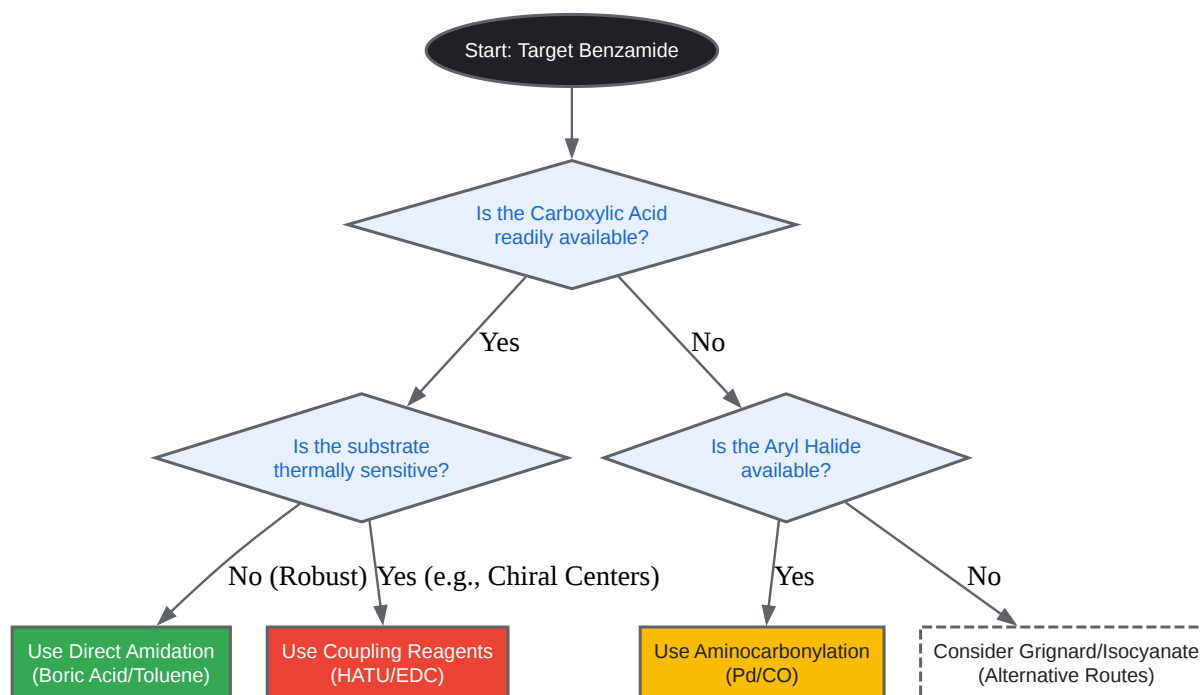 Start: Target Benzamide
Is the Carboxylic Acid
readily available?
Yes
No
Is the substrate
thermally sensitive?
Is the Aryl Halide
available?
No (Robust)
Yes (e.g., Chiral Centers)
Yes
No
Use Direct Amidation
(Boric Acid/Toluene)
Use Coupling Reagents
(HATU/EDC)
Use Aminocarbonylation
(Pd/CO)
Consider Grignard/Isocyanate
(Alternative Routes)